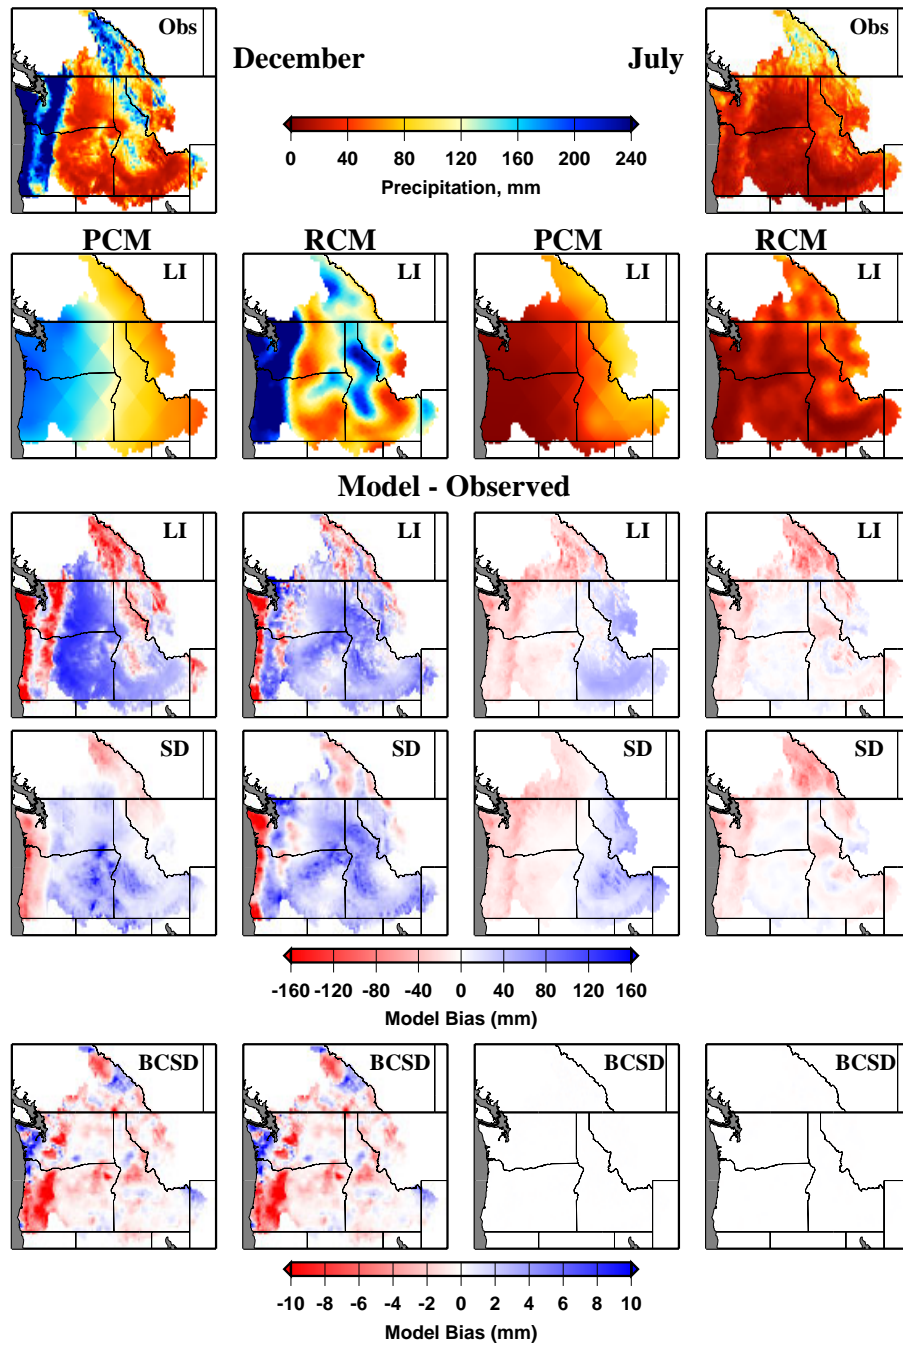 Obs
December
July
Obs
0 40 80 120 160 200 240
Precipitation, mm
PCM RCM PCM RCM
LI LI LI LI
Model - Observed
LI LI LI LI
SD SD SD SD
-160 -120 -80 -40 0 40 80 120 160
Model Bias (mm)
BCSD BCSD BCSD BCSD
-10 -8 -6 -4 -2 0 2 4 6 8 10
Model Bias (mm)